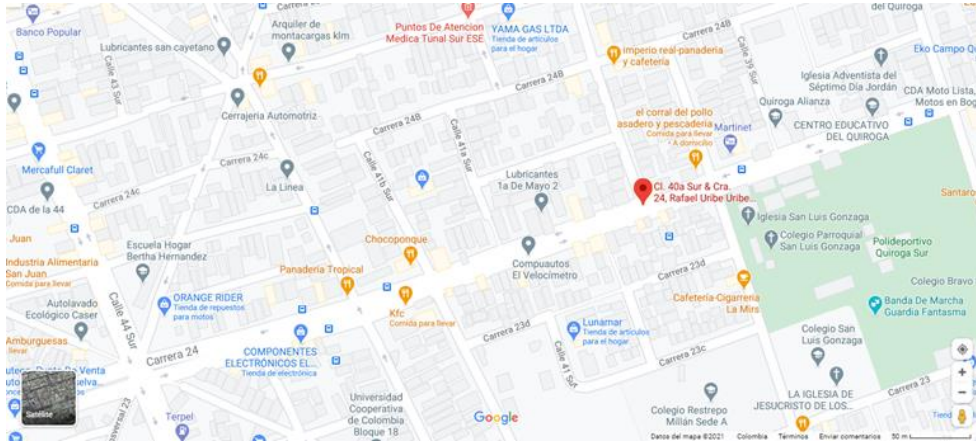 Banco Popular
Arquiler de
montacargas klm
Puntos De Atencion
Medica Tunal Sur ESE
YAMA GAS LTDA
Tienda de artículos
para el hogar
Carrera 24B
del Quiroga
Lubricantes san cayetano
Calle 43 Sur
imperio real-panaderia
y cafeteria
Calle 39 Sur
Eko Campo Q
Iglesia Adventista del
Séptimo Día Jordán
Carrera 24B
Quiroga Alianza
CDA Moto Lista,
Motos en Bog
Cerrajeria Automotriz
Carrera 24B
el corral del pollo
asadero y pescaderia
Comida para llevar
- A domicilio
Martinet
CENTRO EDUCATIVO
DEL QUIROGA
Mercafull Claret
Carrera 24c
Calle 41b Sur
Calle 41a Sur
La Linea
Lubricantes
1a De Mayo 2
Cl. 40a Sur & Cra.
24, Rafael Uribe Uribe...
Santaro
CDA de la 44
Carrera 24c
Iglesia San Luis Gonzaga
Juan
Escuela Hogar
Bertha Hernandez
Chocoponque
Colegio Parroquial
San Luis Gonzaga
Polideportivo
Quiroga Sur
Industria Alimentaria
San Juan
Comida para llevar
Panadería Tropical
Compuautos
El Velocímetro
Carrera 23d
Colegio Bravo
Autolavado
Ecológico Caser
Calle 44 Sur
ORANGE RIDER
Tienda de repuestos
para motos
Kfc
Comida para llevar
Cafetería-Cigarreria
La Mirs
Banda De Marcha
Guardia Fantasma
Amburguesas
llevar
Carrera 24
COMPONENTES
ELECTRÓNICOS EL...
Tienda de electrónica
Carrera 23d
Lunamar
Tienda de artículos
para el hogar
Carrera 23c
Colegio San
Luis Gonzaga
Calle 41 Sur
Satélite
Universidad
Cooperativa
de Colombia
Bloque 18
Terpel
Google
Colegio Restrepo
Millán Sede A
LA IGLESIA DE
JESUCRISTO DE LOS...
Carrera 23
Datos del mapa ©2021 Colombia Términos Enviar comentarios 50 m